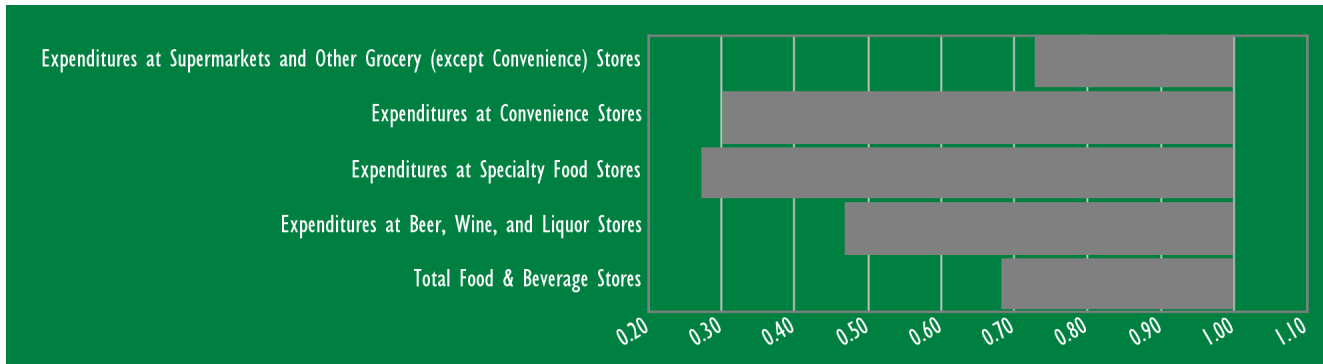 Expenditures at Supermarkets and Other Grocery (except Convenience) Stores
Expenditures at Convenience Stores
Expenditures at Specialty Food Stores
Expenditures at Beer, Wine, and Liquor Stores
Total Food & Beverage Stores
0.20 0.30 0.40 0.50 0.60 0.70 0.80 0.90 1.00 1.10